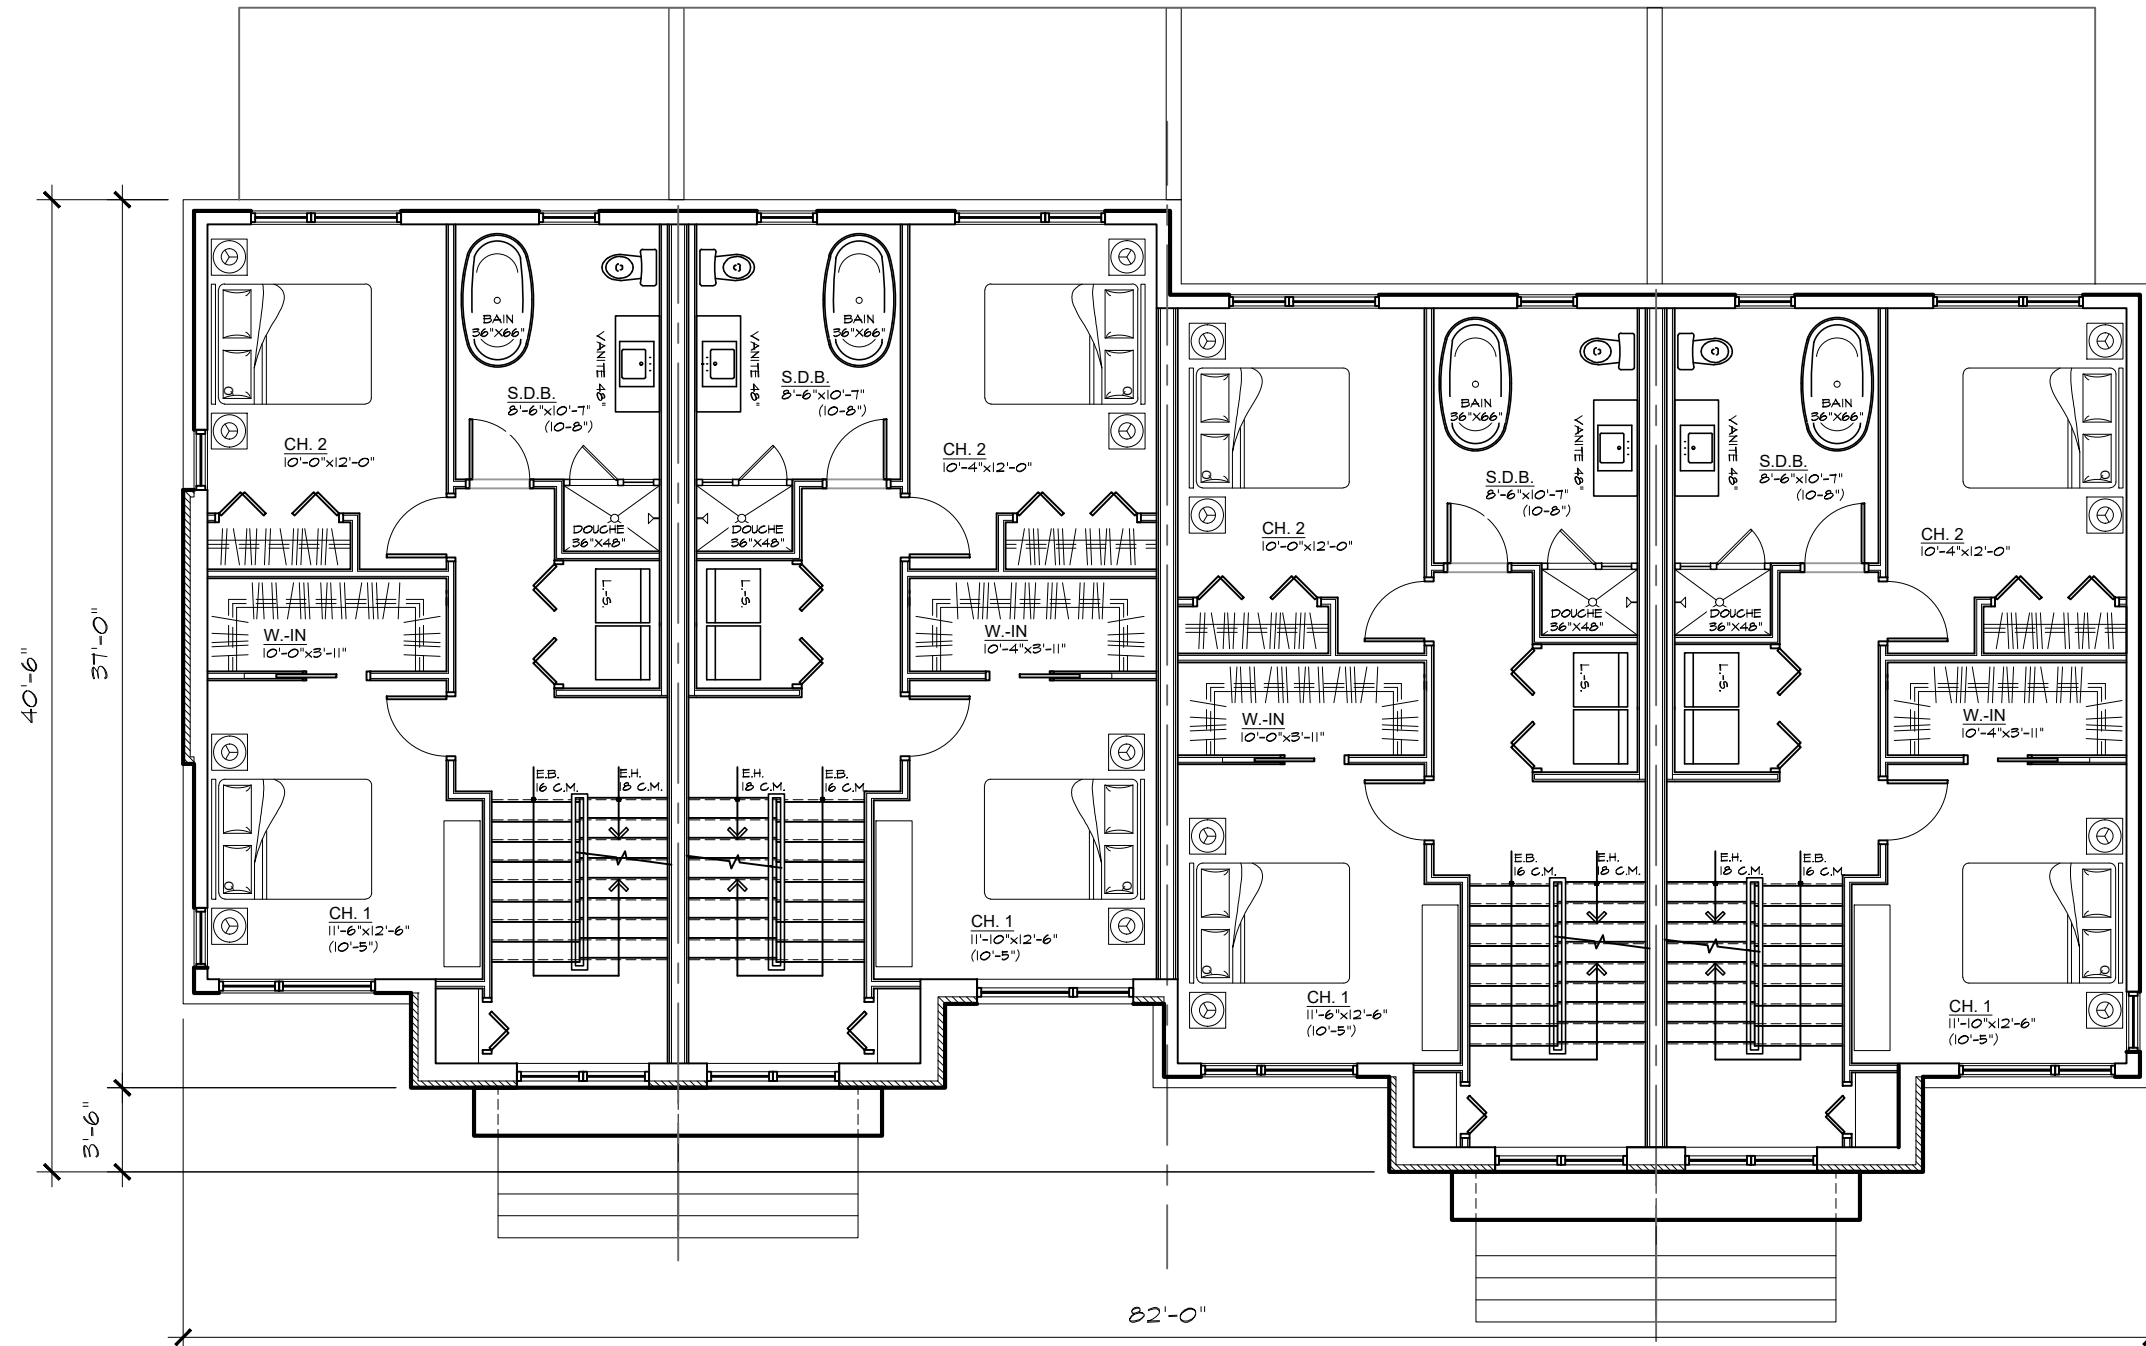 BAIN
36"X66"
VANITE 48"
S.D.B.
8'-6"x10'-7"
(10-8")
CH. 2
10'-0"x12'-0"
DOUCHE
36"X48"
L.-S.
W.-IN
10'-0"x3'-11"
E.B.
16 C.M.
E.H.
18 C.M.
CH. 1
11'-6"x12'-6"
(10'-5")
BAIN
36"X66"
VANITE 48"
S.D.B.
8'-6"x10'-7"
(10-8")
CH. 2
10'-4"x12'-0"
DOUCHE
36"X48"
L.-S.
W.-IN
10'-4"x3'-11"
E.H.
18 C.M.
E.B.
16 C.M
CH. 1
11'-10"x12'-6"
(10'-5")
BAIN
36"X66"
VANITE 48"
S.D.B.
8'-6"x10'-7"
(10-8")
CH. 2
10'-0"x12'-0"
DOUCHE
36"X48"
L.-S.
W.-IN
10'-0"x3'-11"
E.B.
16 C.M.
E.H.
18 C.M.
CH. 1
11'-6"x12'-6"
(10'-5")
BAIN
36"X66"
VANITE 48"
S.D.B.
8'-6"x10'-7"
(10-8")
CH. 2
10'-4"x12'-0"
DOUCHE
36"X48"
L.-S.
W.-IN
10'-4"x3'-11"
E.H.
18 C.M.
E.B.
16 C.M
CH. 1
11'-10"x12'-6"
(10'-5")
40'-6"
37'-0"
3'-6"
82'-0"